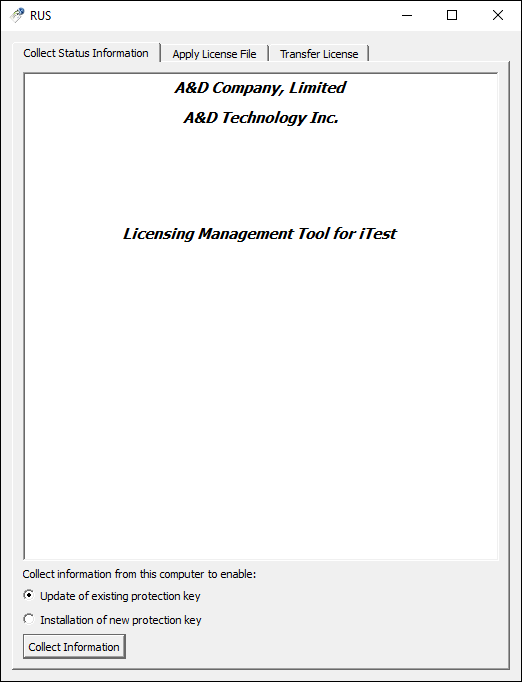 RUS
Collect Status Information
Apply License File
Transfer License
A&D Company, Limited
A&D Technology Inc.
Licensing Management Tool for iTest
Collect information from this computer to enable:
Update of existing protection key
Installation of new protection key
Collect Information